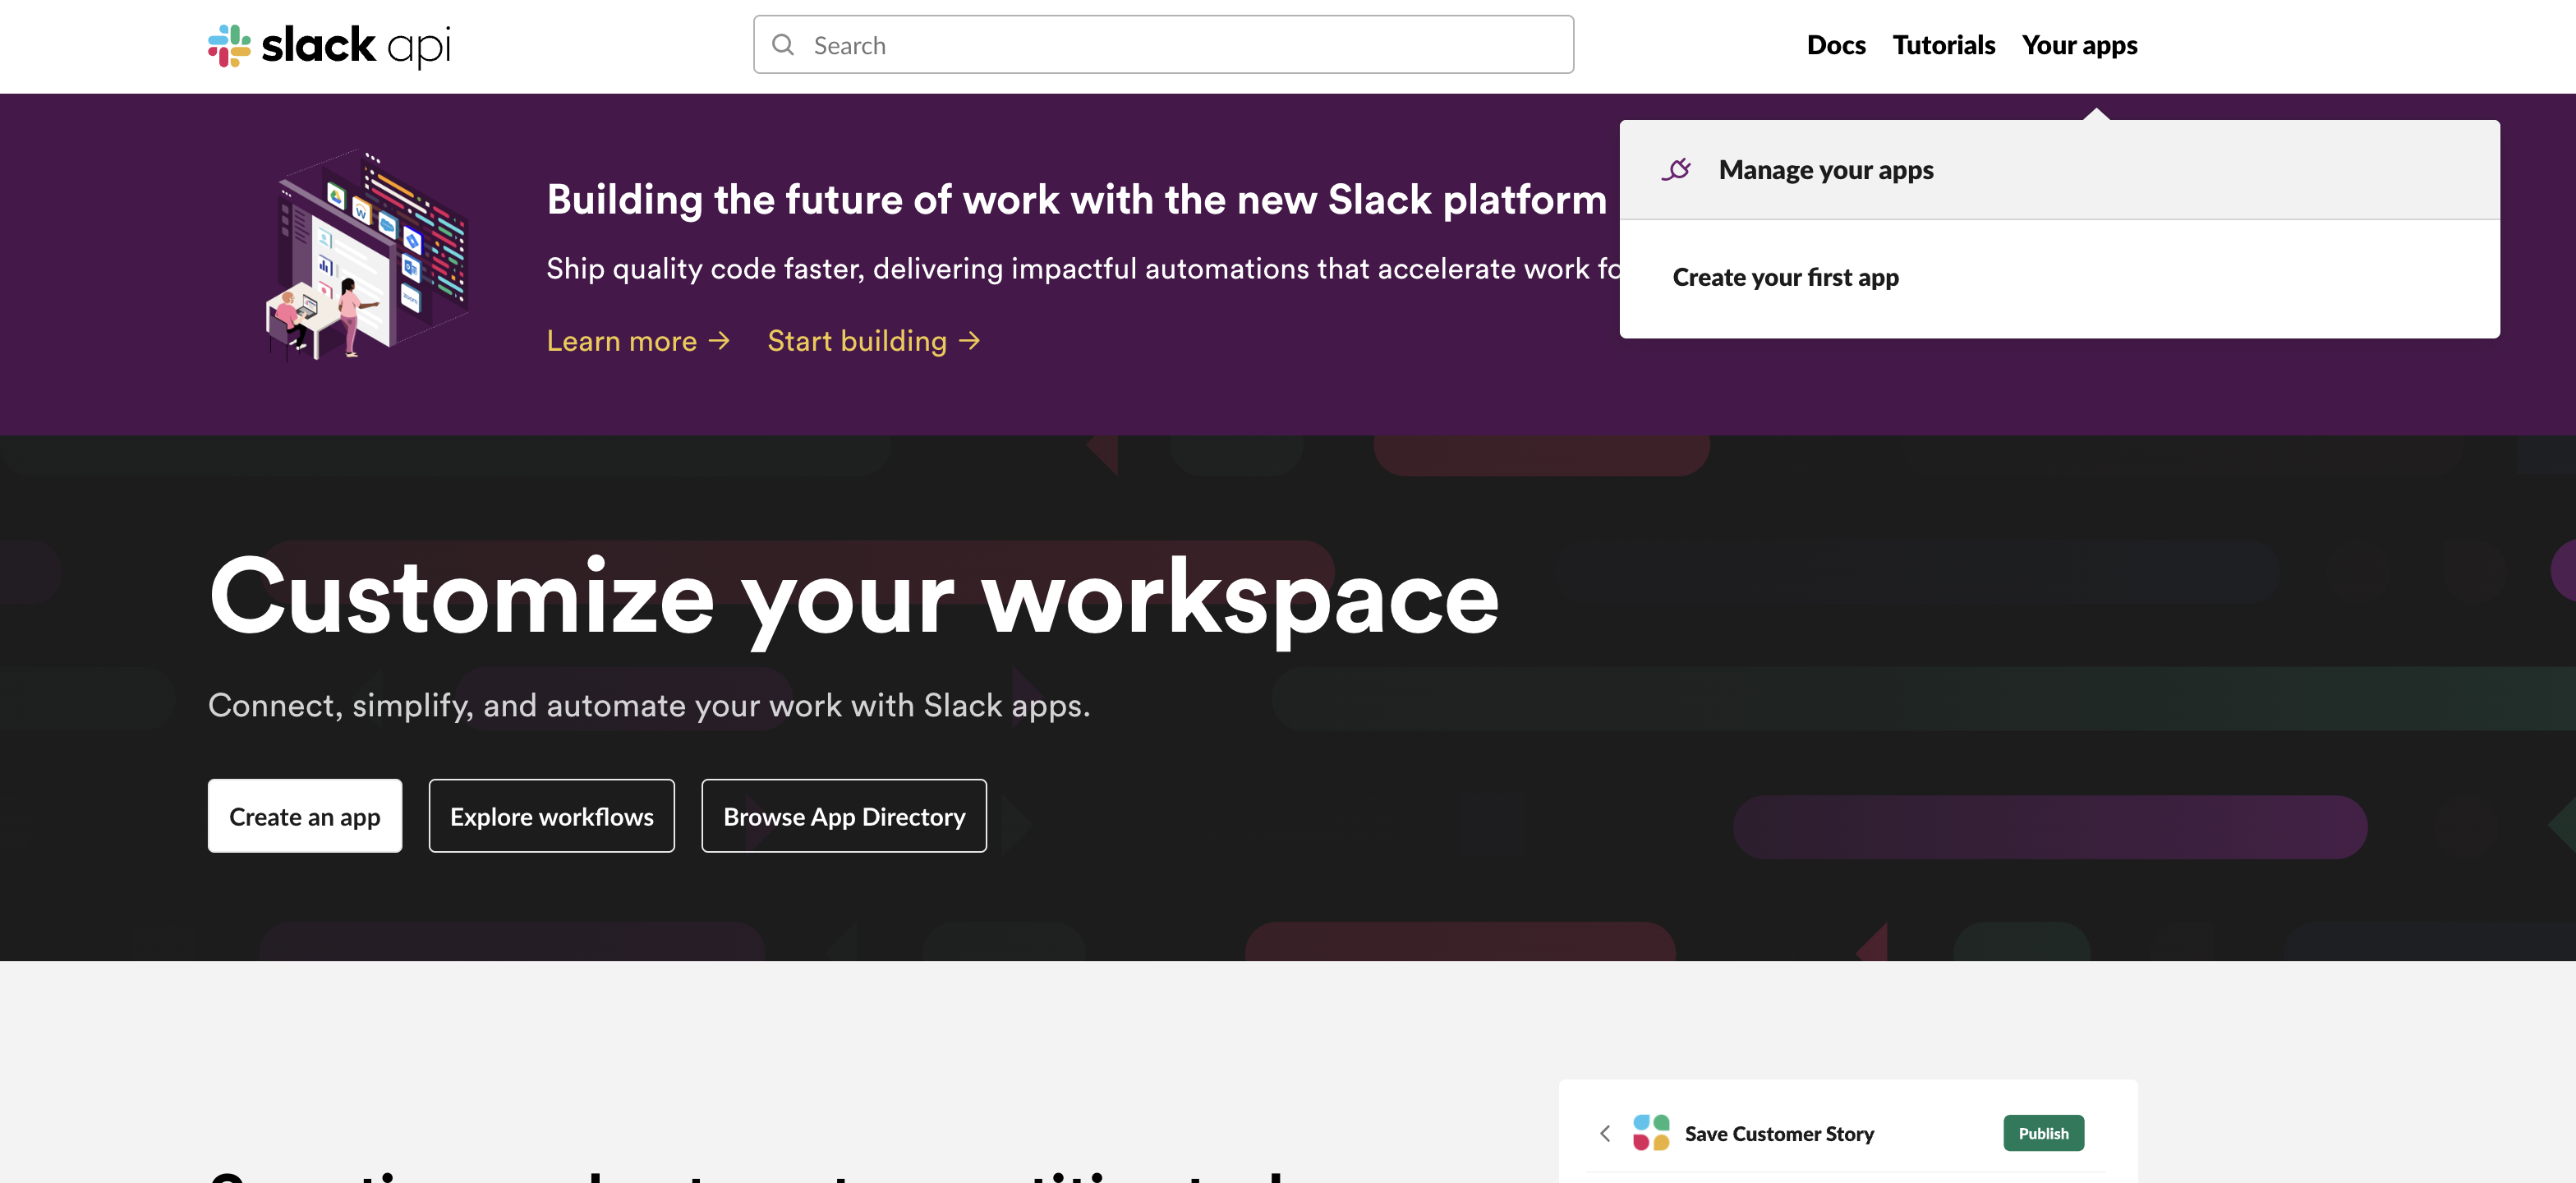 slack api
Search
Docs
Tutorials
Your apps
Manage your apps
Create your first app
Building the future of work with the new Slack platform
Ship quality code faster, delivering impactful automations that accelerate work
Learn more →
Start building →
Customize your workspace
Connect, simplify, and automate your work with Slack apps.
Create an app
Explore workflows
Browse App Directory
Save Customer Story
Publish